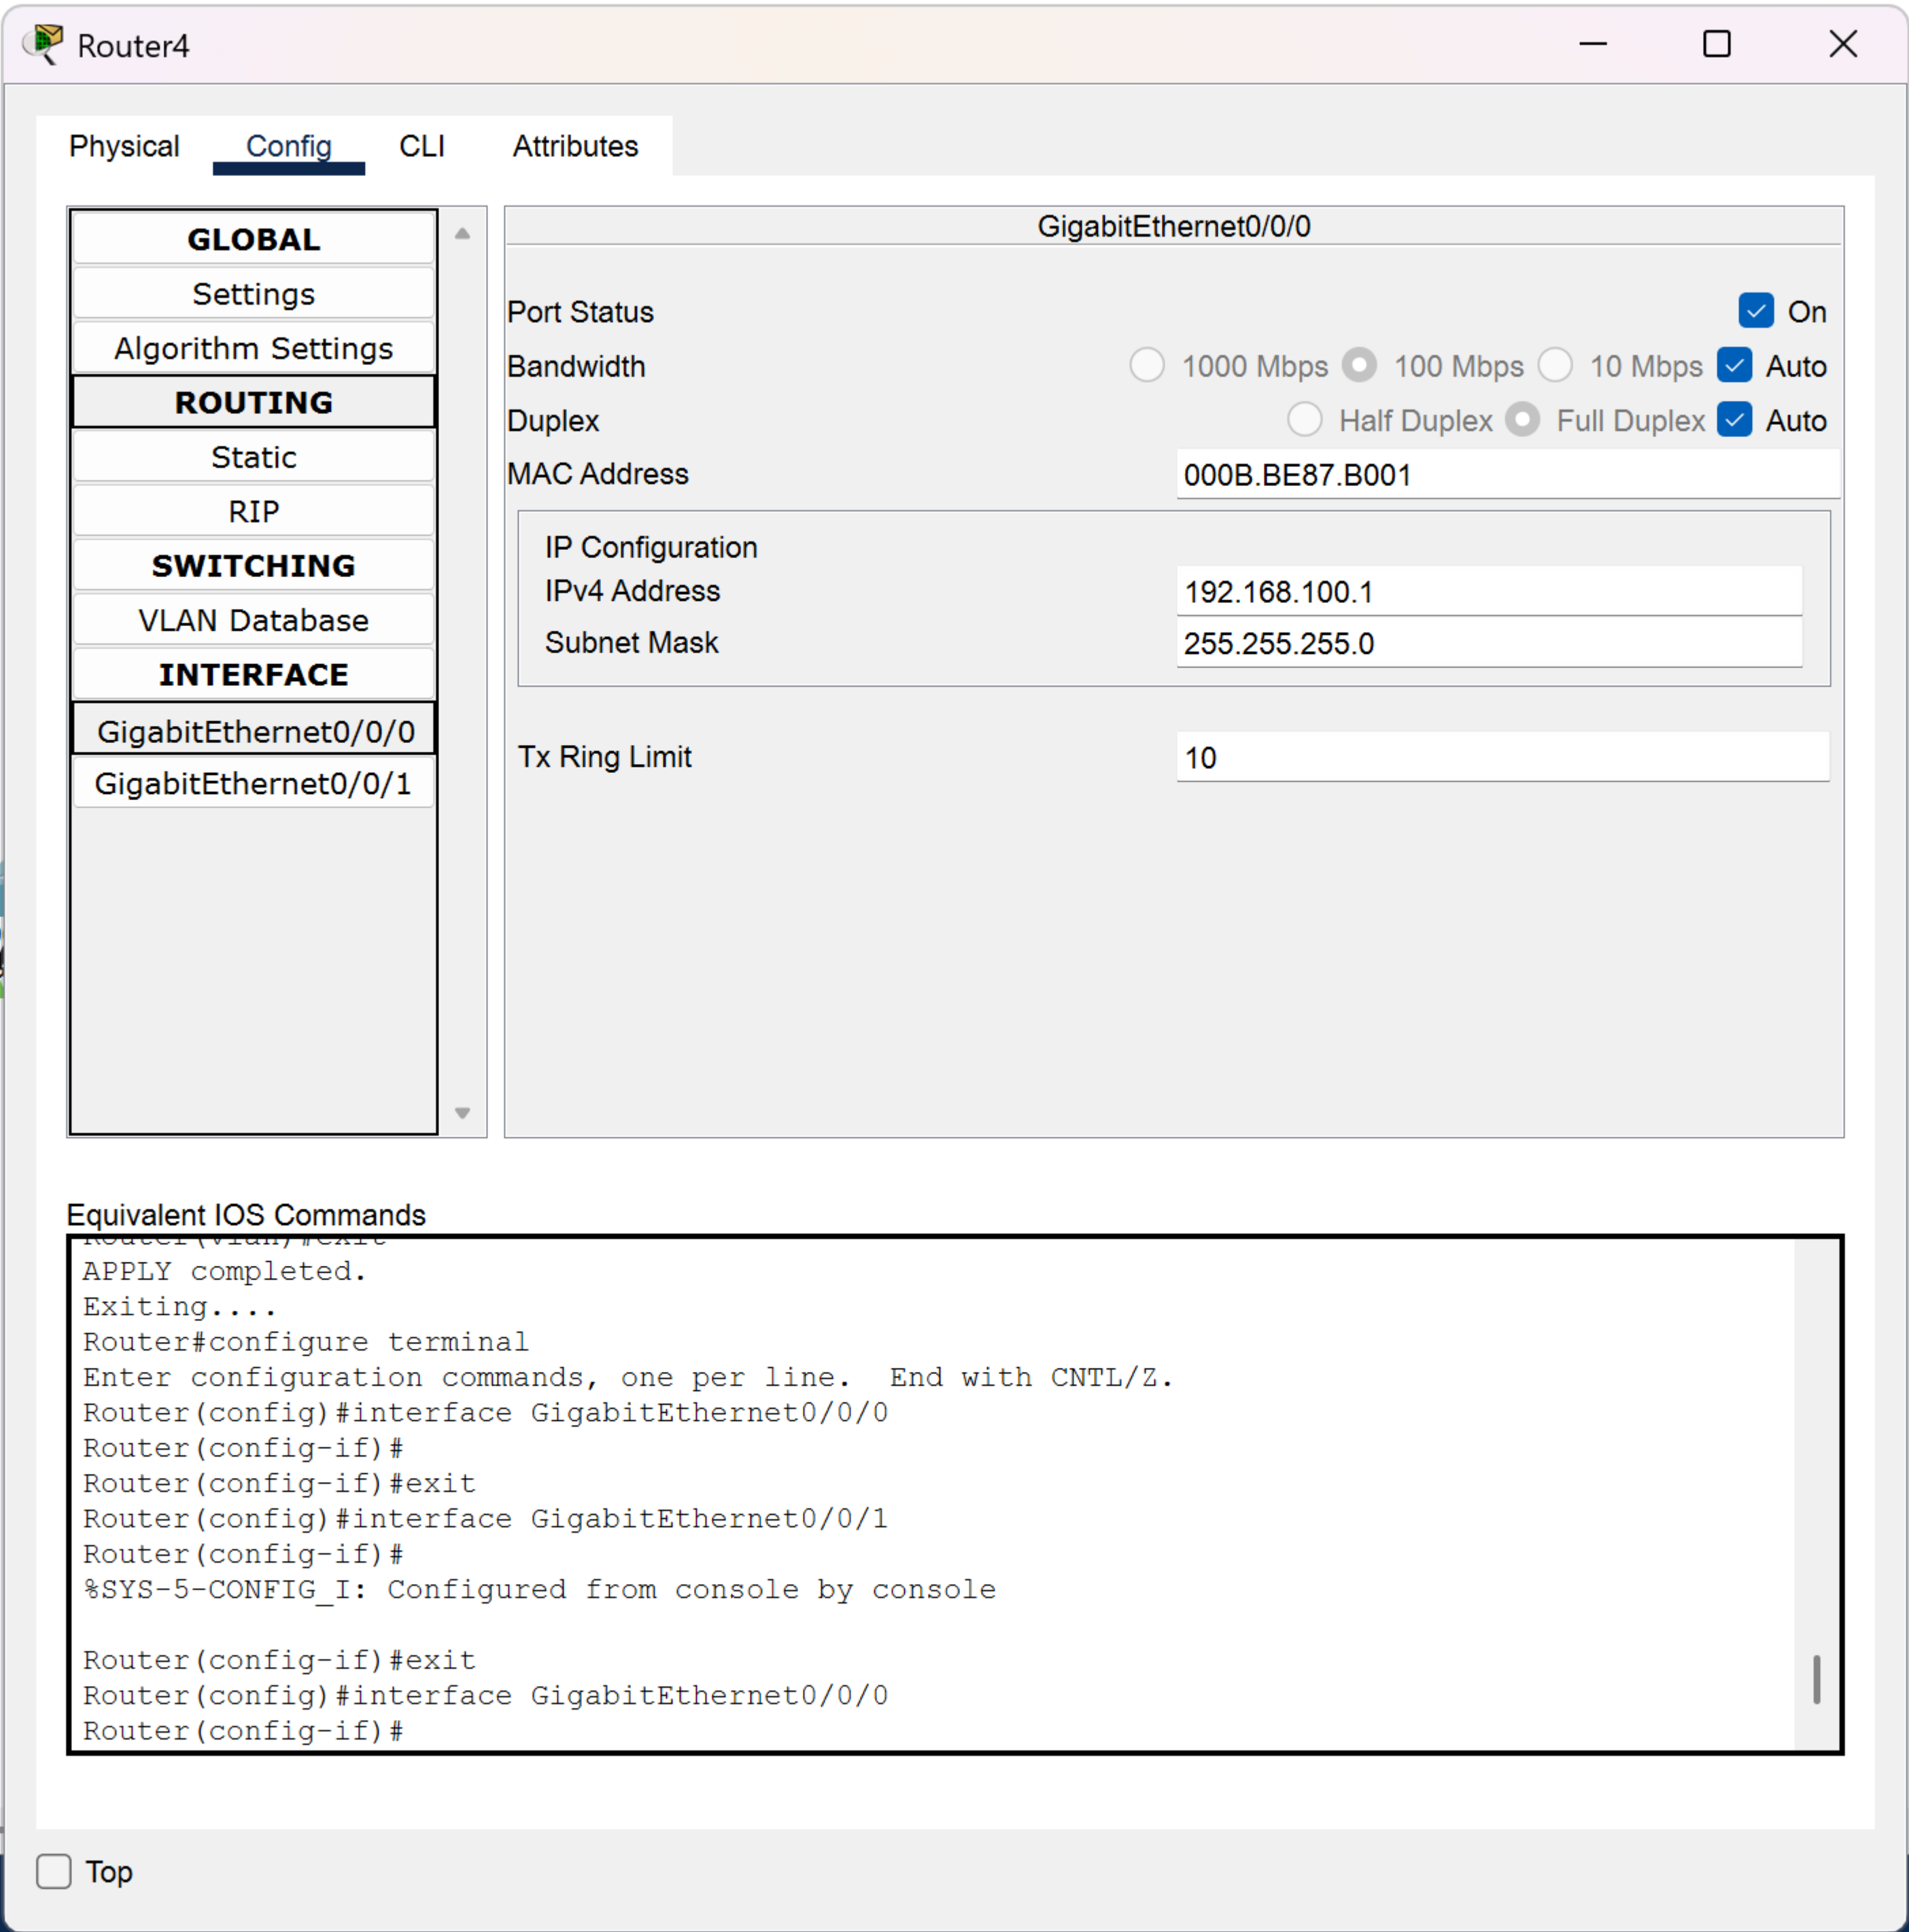 Router4
Physical Config CLI Attributes
GLOBAL
Settings
Algorithm Settings
ROUTING
Static
RIP
SWITCHING
VLAN Database
INTERFACE
GigabitEthernet0/0/0
GigabitEthernet0/0/1
GigabitEthernet0/0/0
Port Status On
Bandwidth 1000 Mbps 100 Mbps 10 Mbps Auto
Duplex Half Duplex Full Duplex Auto
MAC Address 000B.BE87.B001
IP Configuration
IPv4 Address 192.168.100.1
Subnet Mask 255.255.255.0
Tx Ring Limit 10
Equivalent IOS Commands
Router(vlan)#exit
APPLY completed.
Exiting....
Router#configure terminal
Enter configuration commands, one per line.  End with CNTL/Z.
Router(config)#interface GigabitEthernet0/0/0
Router(config-if)#
Router(config-if)#exit
Router(config)#interface GigabitEthernet0/0/1
Router(config-if)#
%SYS-5-CONFIG_I: Configured from console by console
Router(config-if)#exit
Router(config)#interface GigabitEthernet0/0/0
Router(config-if)#
Top